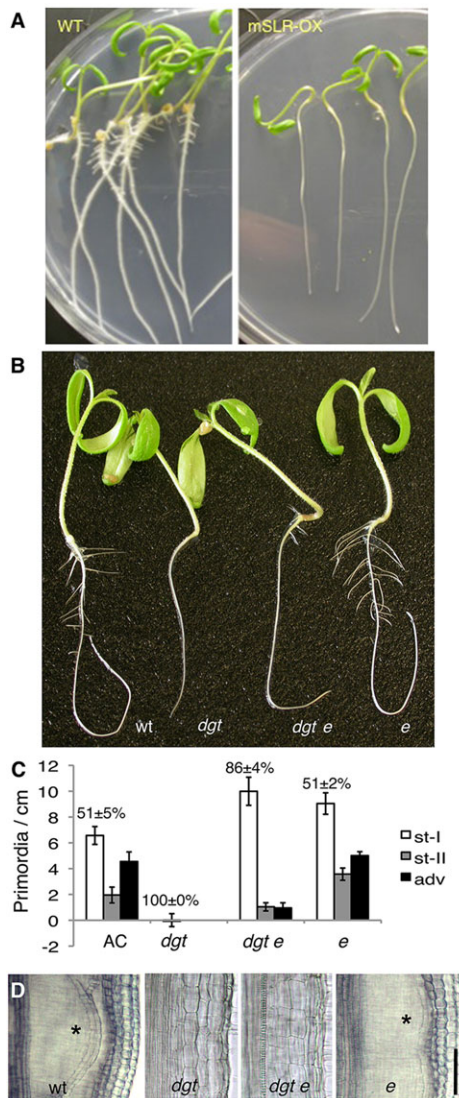 A
WT
mSLR-OX
B
wt
dgt
dgt e
e
C
Primordia / cm
12
10
8
6
4
2
0
-2
51±5%
100±0%
86±4%
51±2%
st-I
st-II
adv
AC
dgt
dgt e
e
D
*
wt
dgt
dgt e
*
e